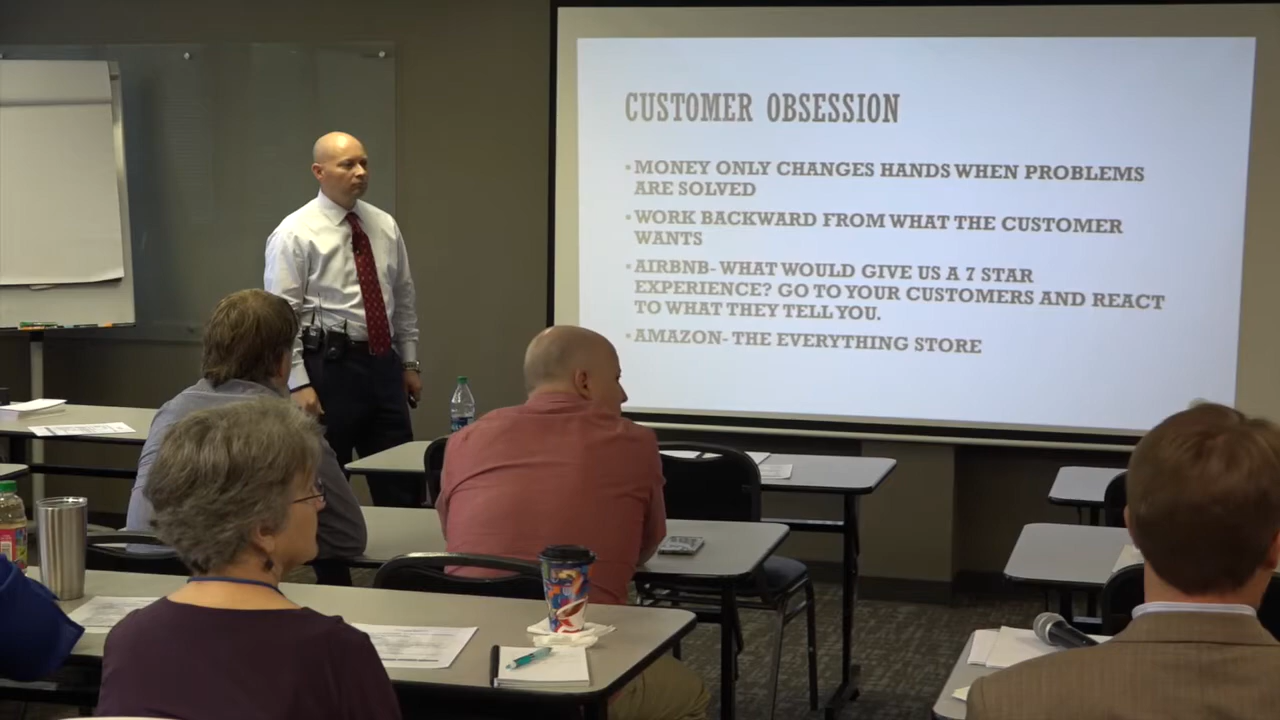 CUSTOMER OBSESSION
▪ MONEY ONLY CHANGES HANDS WHEN PROBLEMS
ARE SOLVED
▪ WORK BACKWARD FROM WHAT THE CUSTOMER
WANTS
▪ AIRBNB- WHAT WOULD GIVE US A 7 STAR
EXPERIENCE? GO TO YOUR CUSTOMERS AND REACT
TO WHAT THEY TELL YOU.
▪ AMAZON- THE EVERYTHING STORE